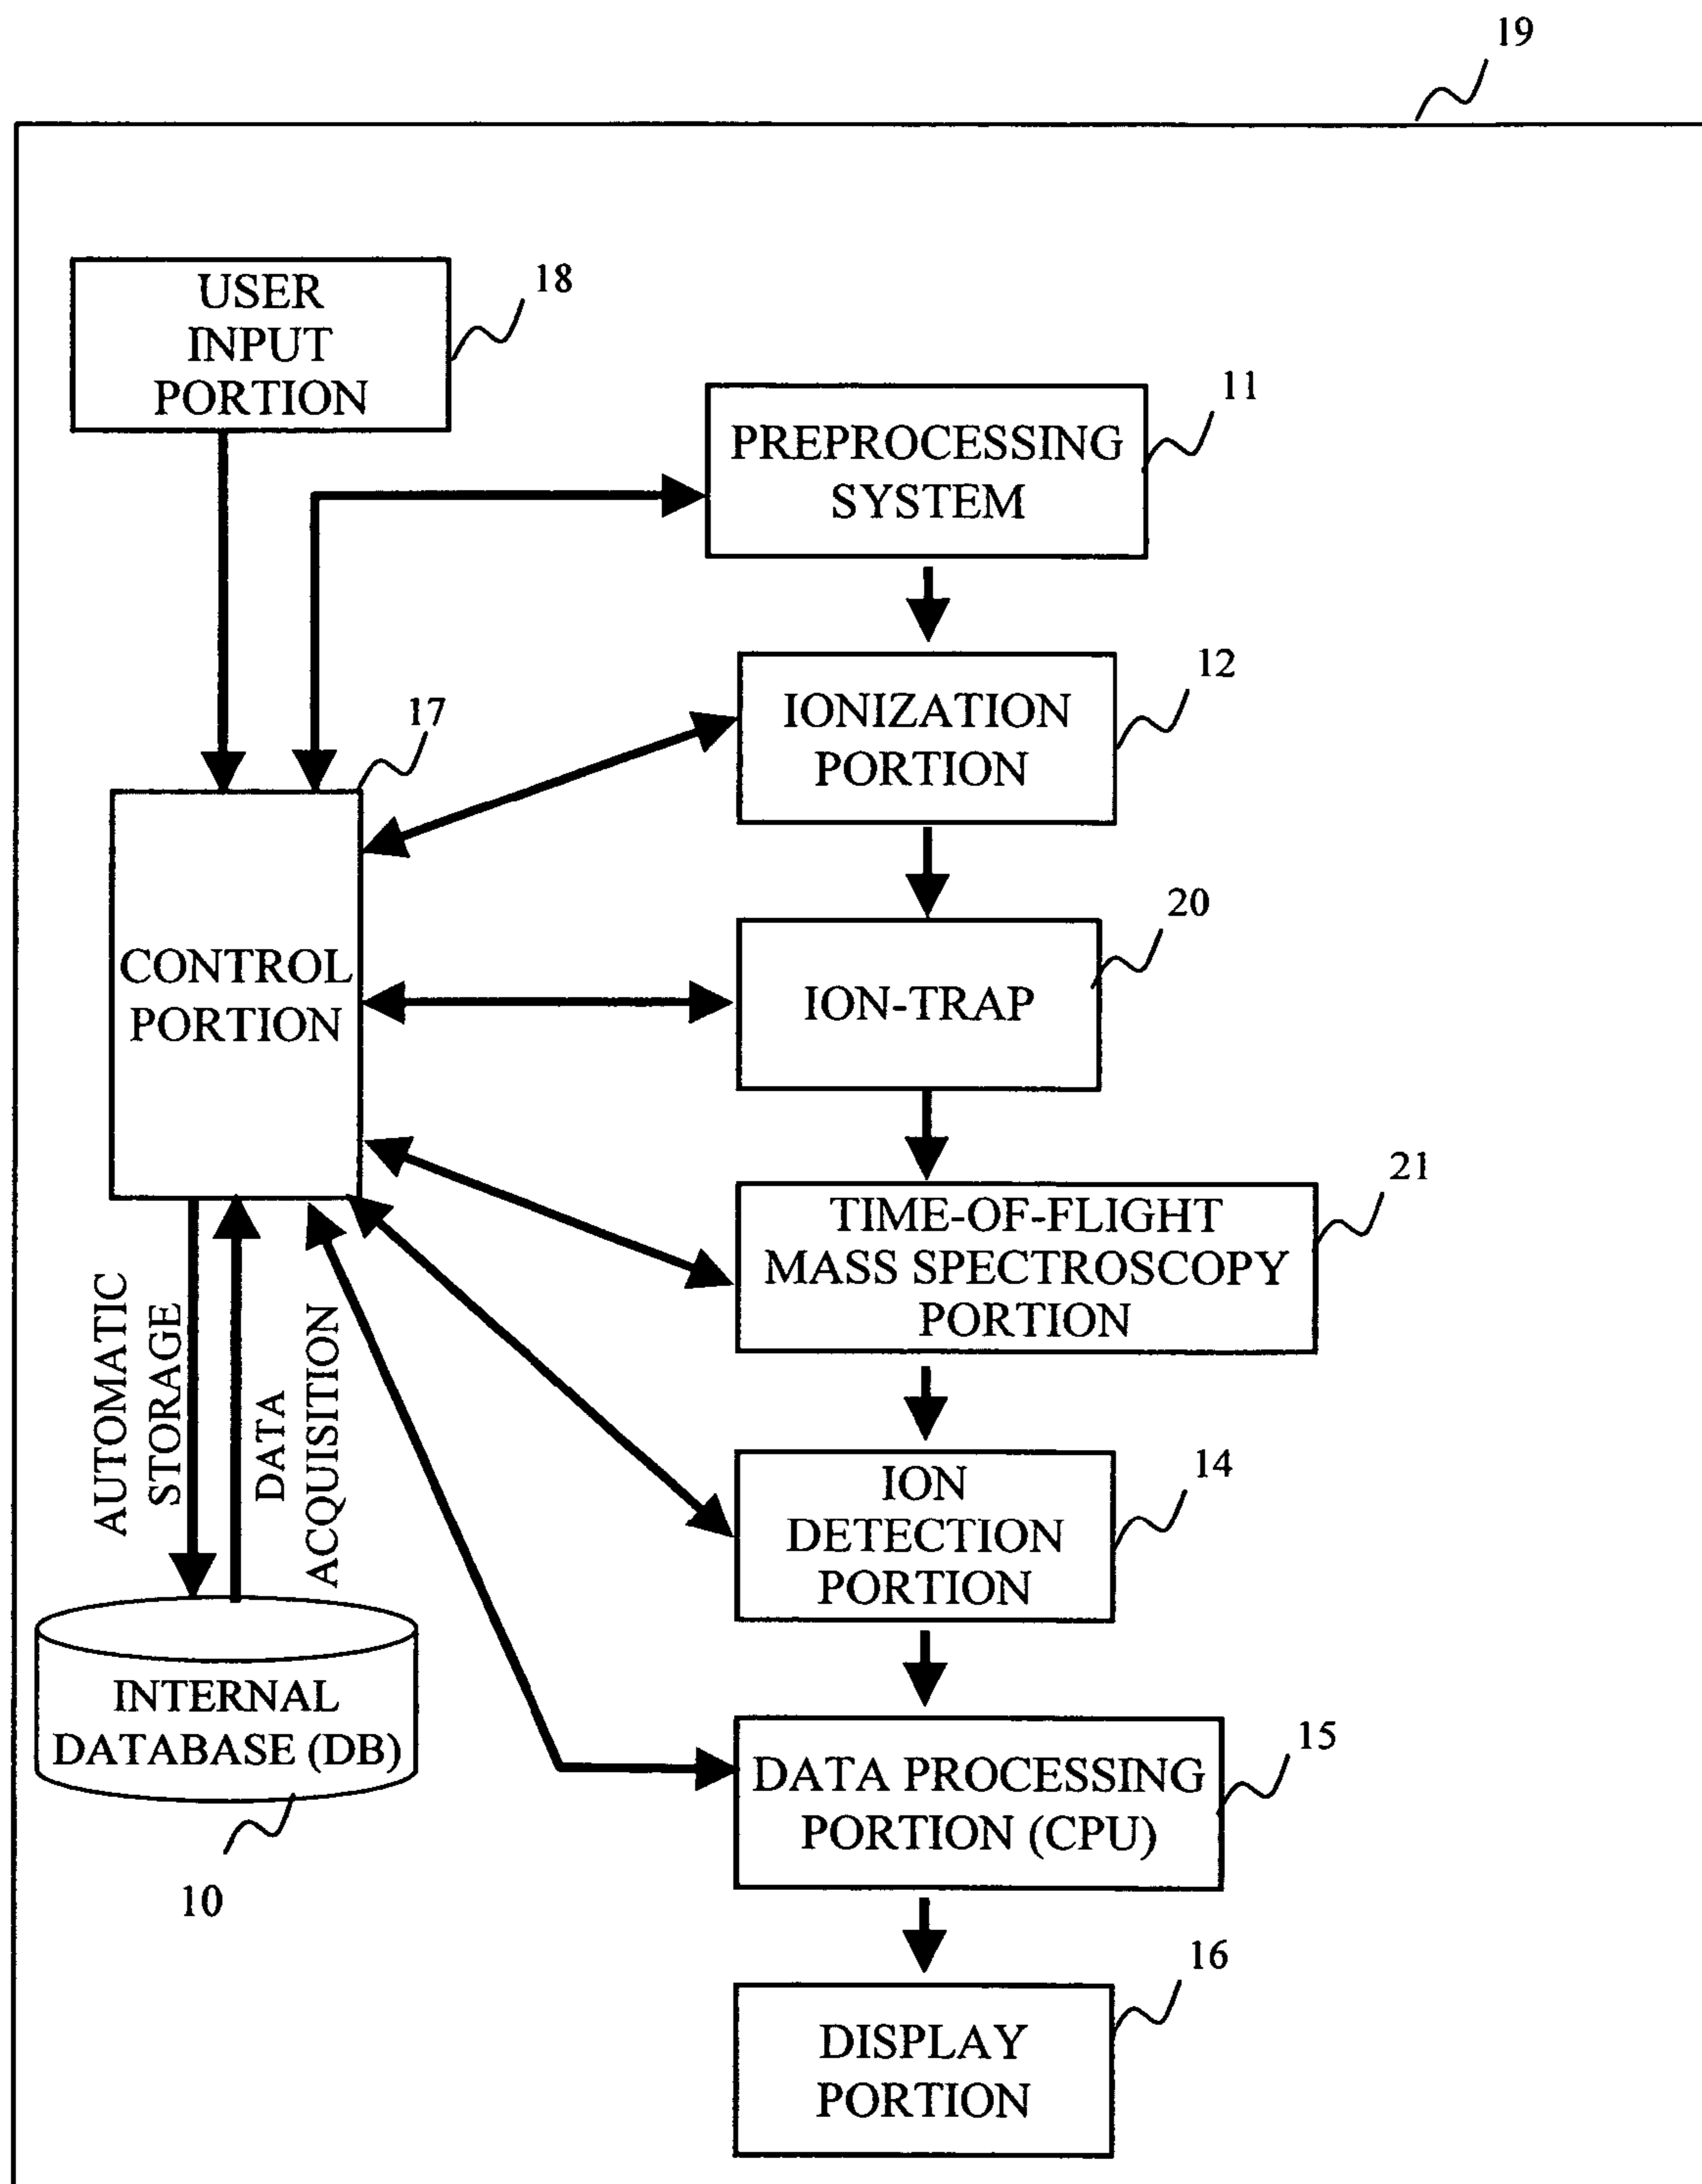 19
USER
INPUT
PORTION
18
PREPROCESSING
SYSTEM
11
IONIZATION
PORTION
12
17
CONTROL
PORTION
ION-TRAP
20
TIME-OF-FLIGHT
MASS SPECTROSCOPY
PORTION
21
AUTOMATIC
STORAGE
DATA
ACQUISITION
ION
DETECTION
PORTION
14
INTERNAL
DATABASE (DB)
10
DATA PROCESSING
PORTION (CPU)
15
DISPLAY
PORTION
16